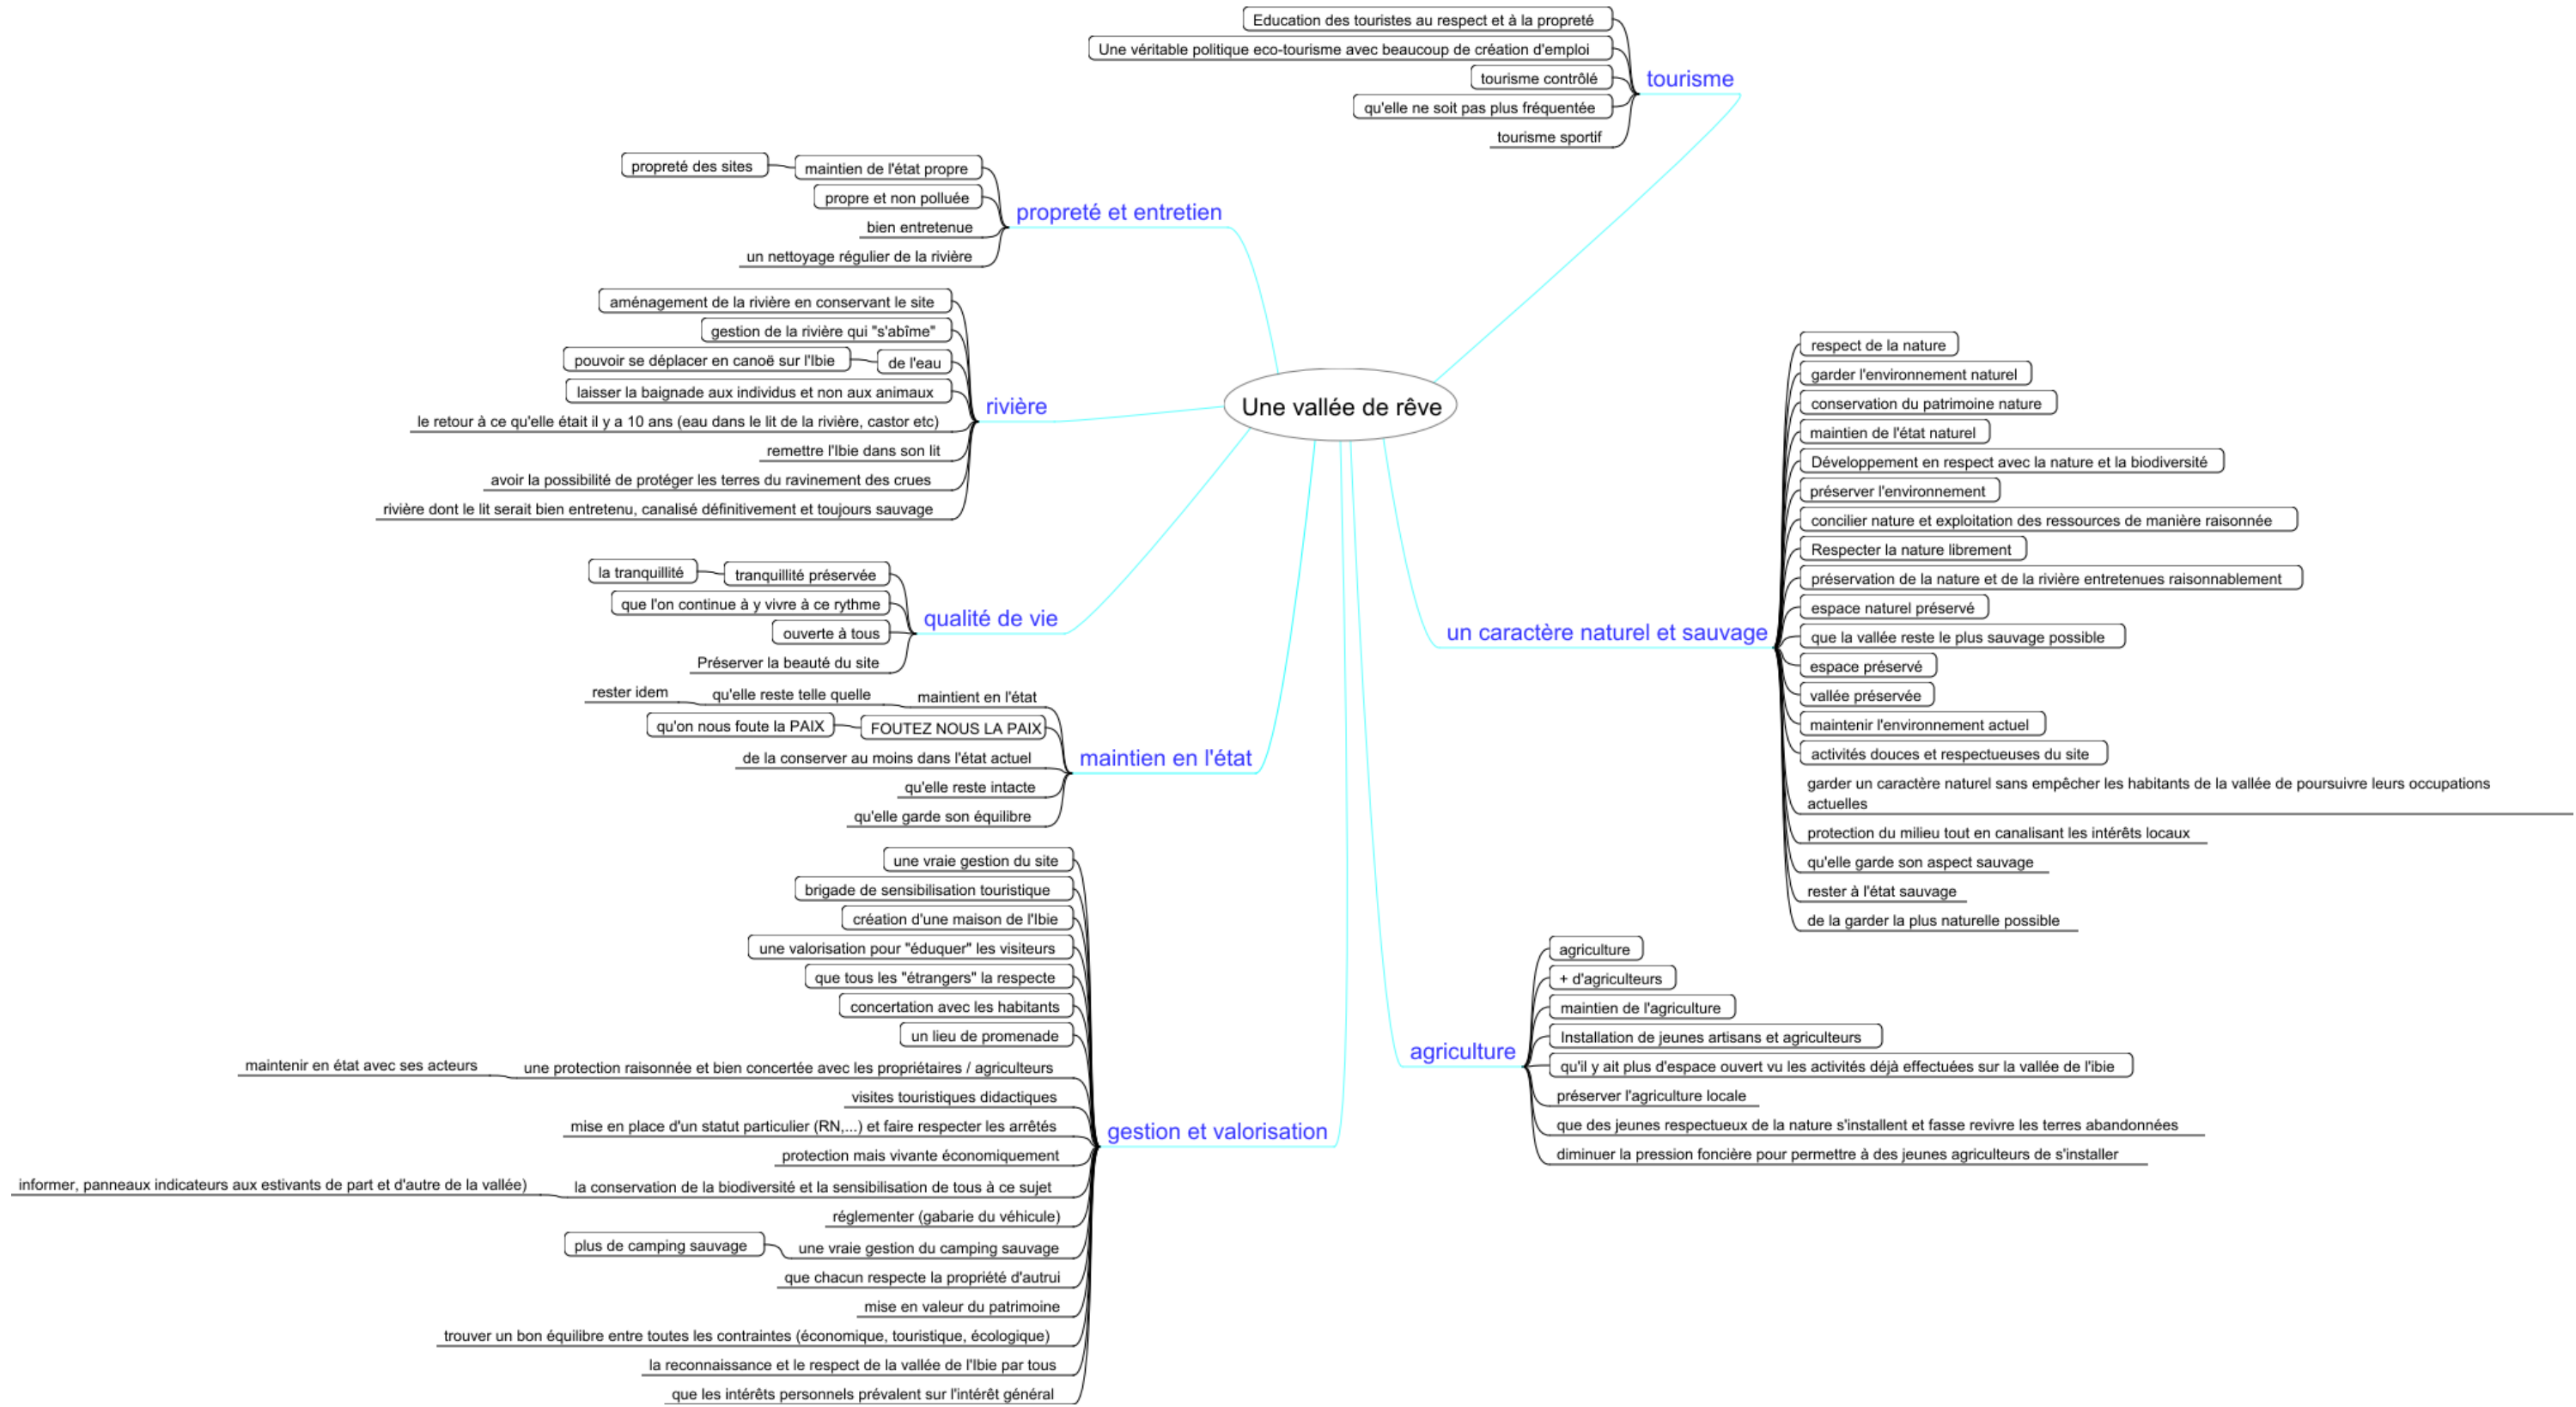 Une vallée de rêve
tourisme
Education des touristes au respect et à la propreté
Une véritable politique eco-tourisme avec beaucoup de création d'emploi
tourisme contrôlé
qu'elle ne soit pas plus fréquentée
tourisme sportif
propreté et entretien
maintien de l'état propre
propreté des sites
propre et non polluée
bien entretenue
un nettoyage régulier de la rivière
rivière
aménagement de la rivière en conservant le site
gestion de la rivière qui "s'abîme"
de l'eau
pouvoir se déplacer en canoë sur l'Ibie
laisser la baignade aux individus et non aux animaux
le retour à ce qu'elle était il y a 10 ans (eau dans le lit de la rivière, castor etc)
remettre l'Ibie dans son lit
avoir la possibilité de protéger les terres du ravinement des crues
rivière dont le lit serait bien entretenu, canalisé définitivement et toujours sauvage
qualité de vie
tranquillité préservée
la tranquillité
que l'on continue à y vivre à ce rythme
ouverte à tous
Préserver la beauté du site
maintien en l'état
maintient en l'état
qu'elle reste telle quelle
rester idem
FOUTEZ NOUS LA PAIX
qu'on nous foute la PAIX
de la conserver au moins dans l'état actuel
qu'elle reste intacte
qu'elle garde son équilibre
gestion et valorisation
une vraie gestion du site
brigade de sensibilisation touristique
création d'une maison de l'Ibie
une valorisation pour "éduquer" les visiteurs
que tous les "étrangers" la respecte
concertation avec les habitants
un lieu de promenade
une protection raisonnée et bien concertée avec les propriétaires / agriculteurs
maintenir en état avec ses acteurs
visites touristiques didactiques
mise en place d'un statut particulier (RN,...) et faire respecter les arrêtés
protection mais vivante économiquement
la conservation de la biodiversité et la sensibilisation de tous à ce sujet
informer, panneaux indicateurs aux estivants de part et d'autre de la vallée)
réglementer (gabarie du véhicule)
une vraie gestion du camping sauvage
plus de camping sauvage
que chacun respecte la propriété d'autrui
mise en valeur du patrimoine
trouver un bon équilibre entre toutes les contraintes (économique, touristique, écologique)
la reconnaissance et le respect de la vallée de l'Ibie par tous
que les intérêts personnels prévalent sur l'intérêt général
un caractère naturel et sauvage
respect de la nature
garder l'environnement naturel
conservation du patrimoine nature
maintien de l'état naturel
Développement en respect avec la nature et la biodiversité
préserver l'environnement
concilier nature et exploitation des ressources de manière raisonnée
Respecter la nature librement
préservation de la nature et de la rivière entretenues raisonnablement
espace naturel préservé
que la vallée reste le plus sauvage possible
espace préservé
vallée préservée
maintenir l'environnement actuel
activités douces et respectueuses du site
garder un caractère naturel sans empêcher les habitants de la vallée de poursuivre leurs occupations
actuelles
protection du milieu tout en canalisant les intérêts locaux
qu'elle garde son aspect sauvage
rester à l'état sauvage
de la garder la plus naturelle possible
agriculture
agriculture
+ d'agriculteurs
maintien de l'agriculture
Installation de jeunes artisans et agriculteurs
qu'il y ait plus d'espace ouvert vu les activités déjà effectuées sur la vallée de l'ibie
préserver l'agriculture locale
que des jeunes respectueux de la nature s'installent et fasse revivre les terres abandonnées
diminuer la pression foncière pour permettre à des jeunes agriculteurs de s'installer